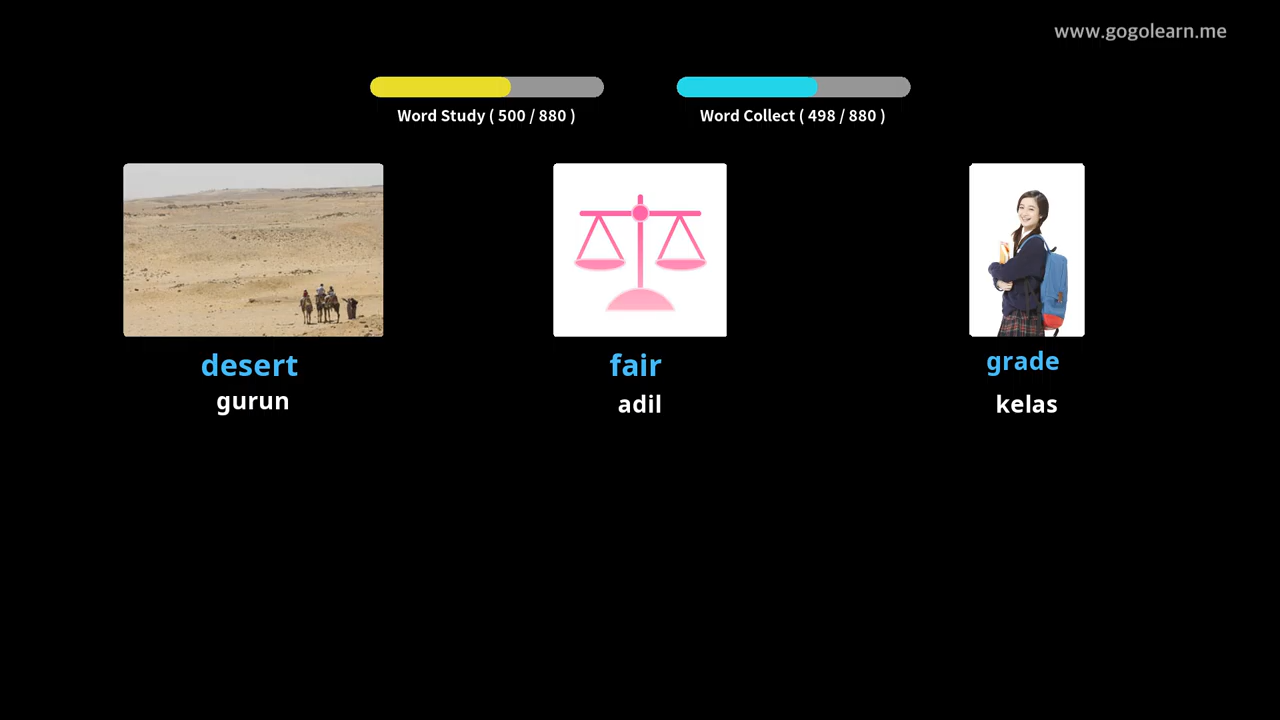 www.gogolearn.me
Word Study ( 500 / 880 )
Word Collect ( 498 / 880 )
desert
fair
grade
gurun
adil
kelas